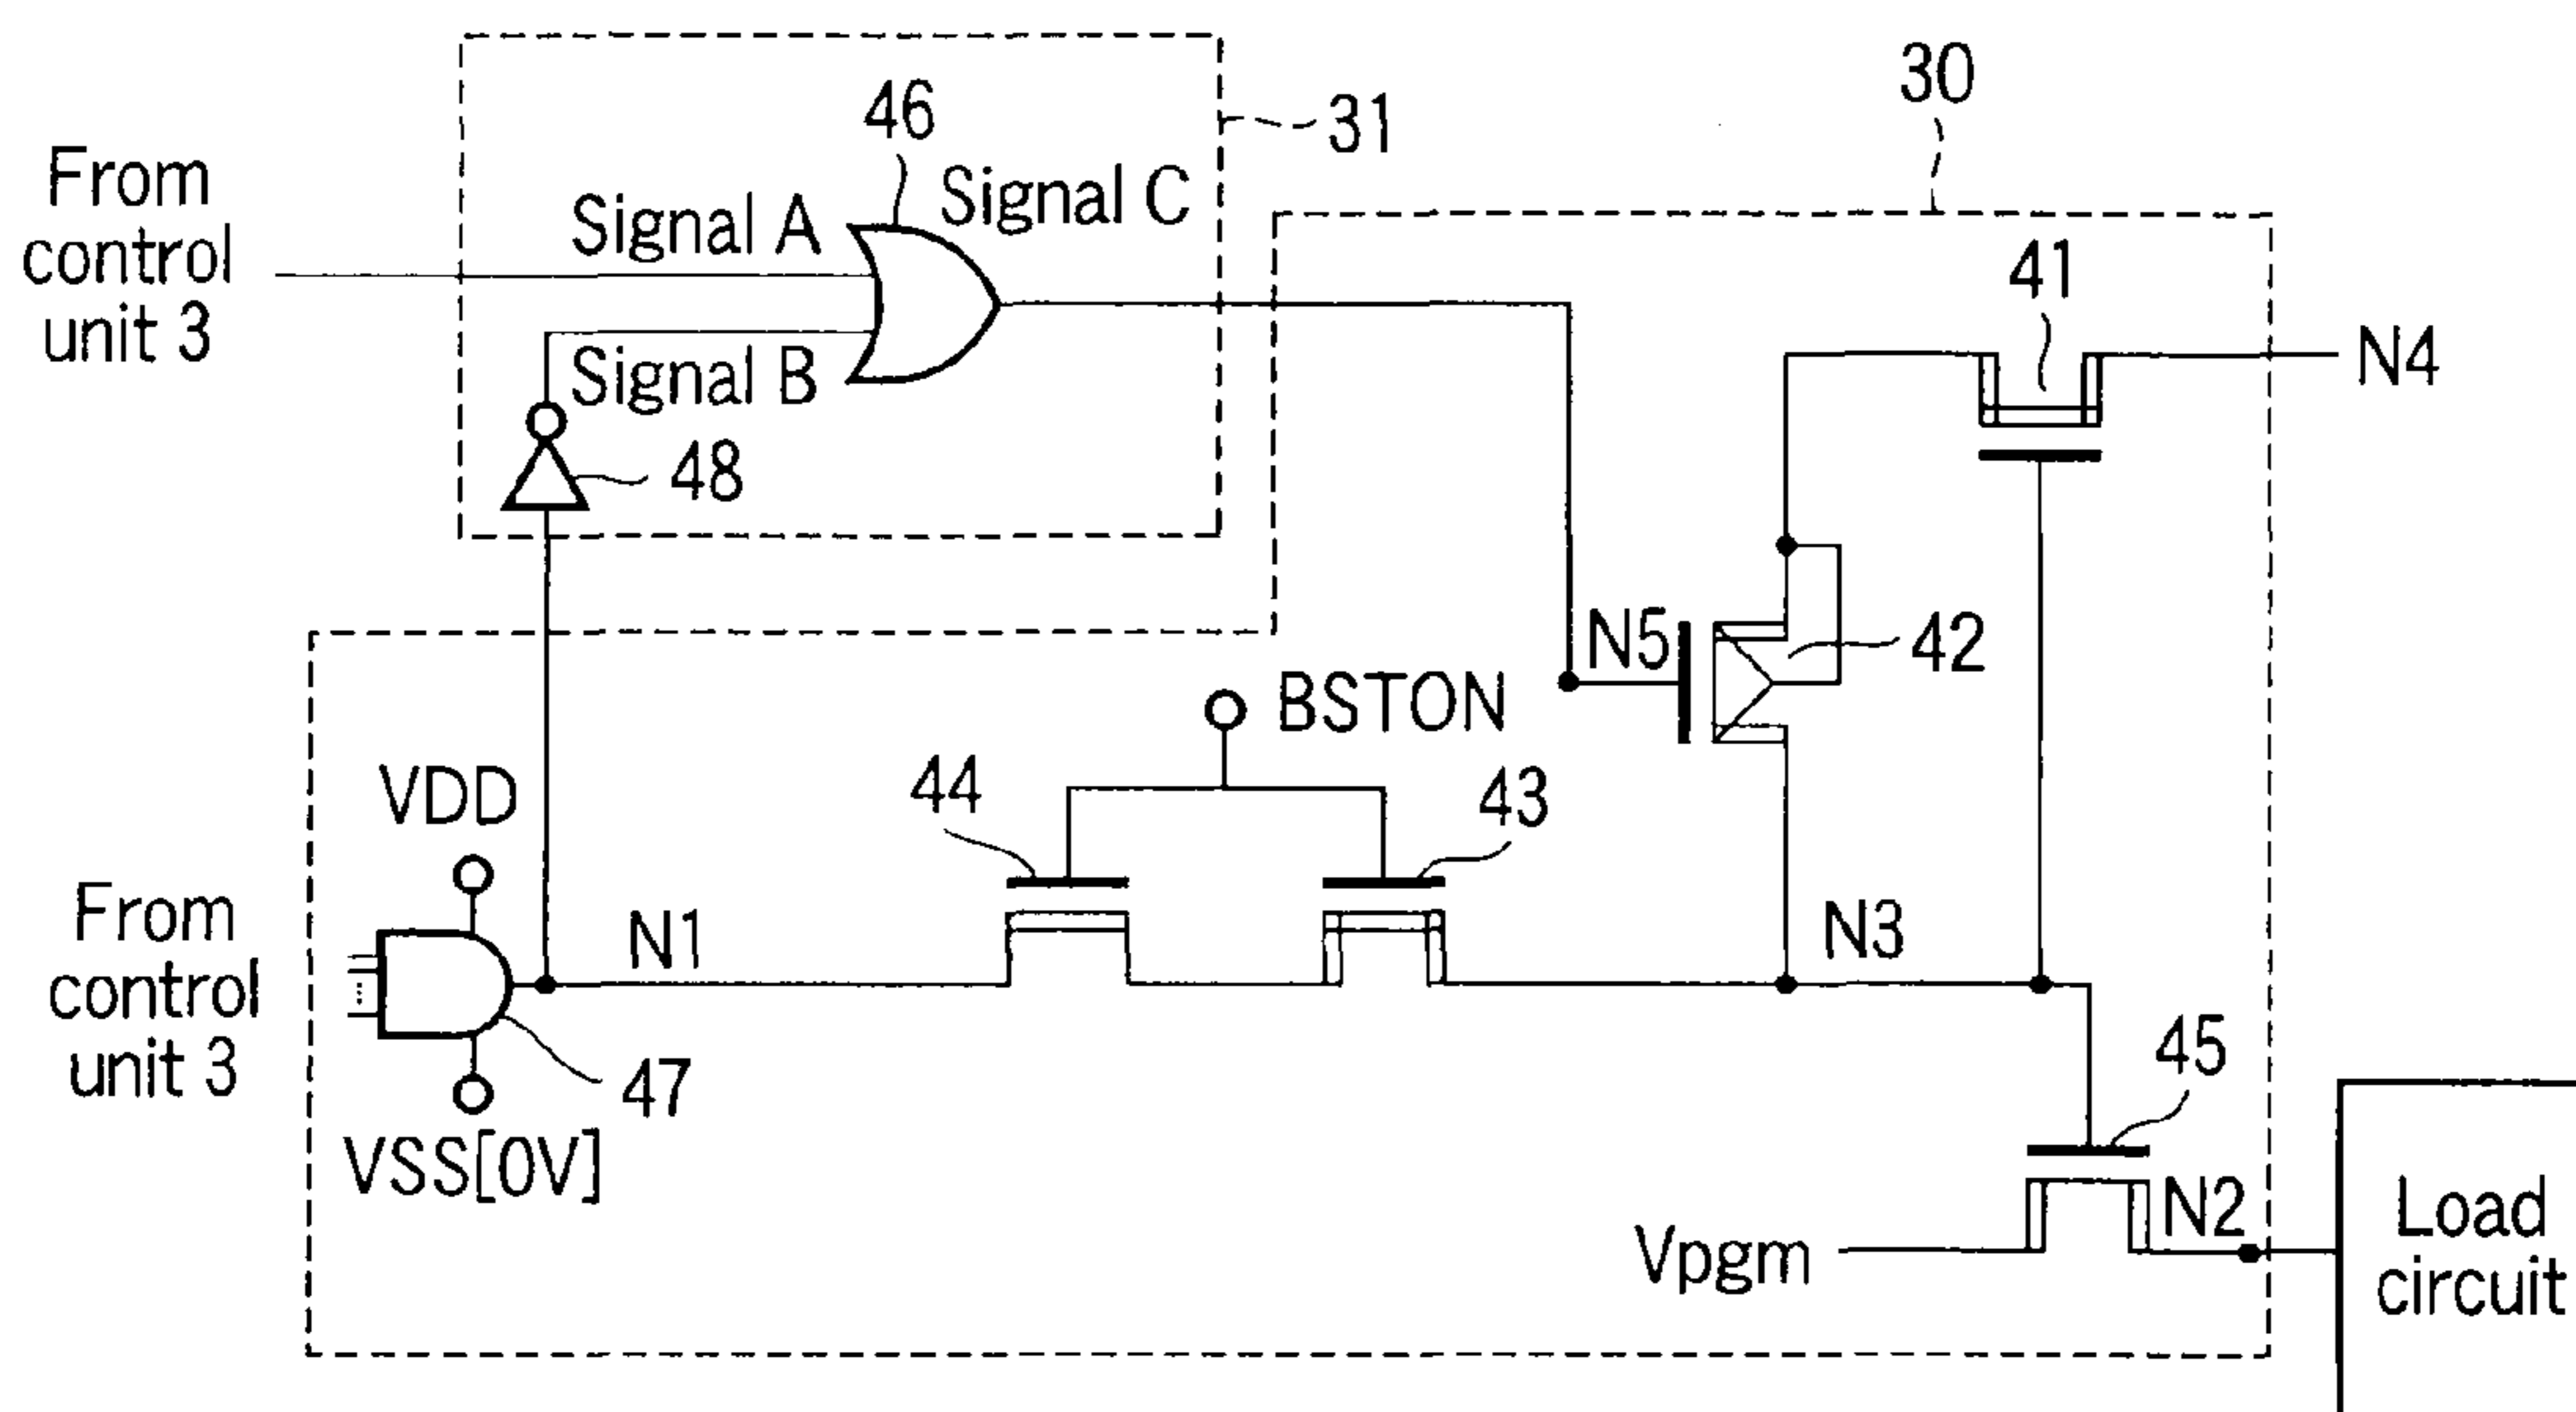 From
control
unit 3
Signal A
Signal B
46
Signal C
31
48
30
41
N4
N5
42
BSTON
44
43
VDD
From
control
unit 3
N1
47
VSS[0V]
N3
45
Vpgm
N2
Load
circuit